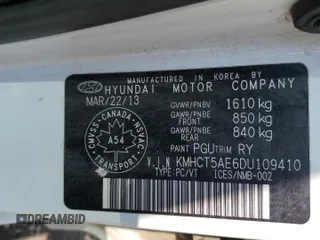 MANUFACTURED IN KOREA BY
HYUNDAI MOTOR COMPANY
MAR/22/13
GVWR/PNBV 1610 kg
GAWR/PNBE FRONT 850 kg
GAWR/PNBE REAR 840 kg
CANADA
CMVSS NSVAC
A54
TRANSPORT
PAINT PGU TRIM RY
V.I.N KMHCT5AE6DU109410
TYPE:PC/VT ICES/NMB-002
DREAMBID